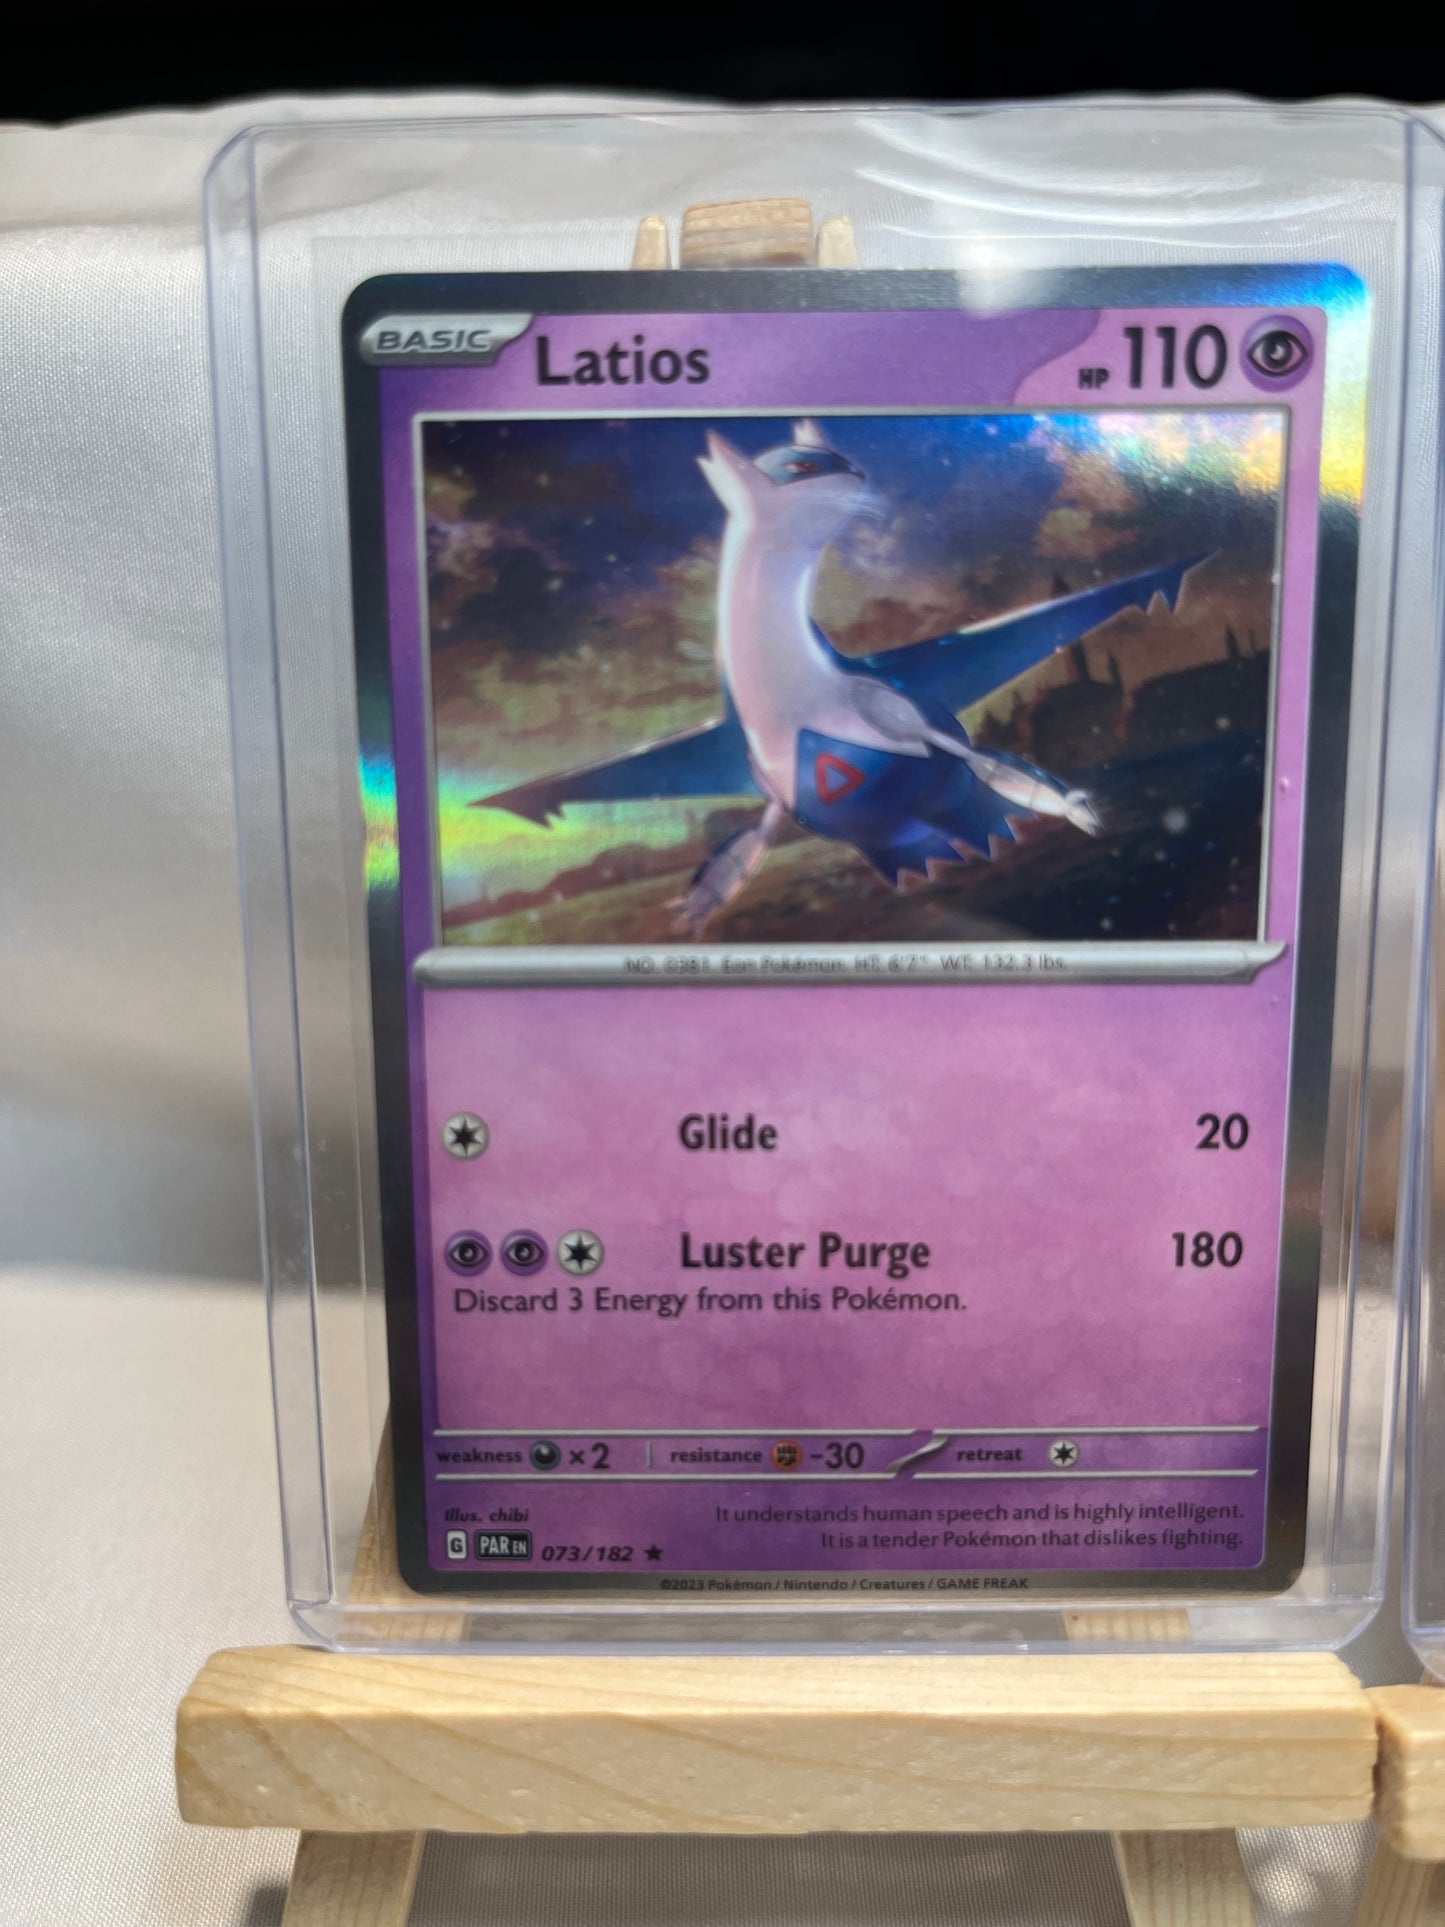 BASIC
Latios HP 110
NO. 0381 Eon Pokémon HT: 6'7" WT: 132.3 lbs.
Glide 20
Luster Purge 180
Discard 3 Energy from this Pokémon.
weakness ×2 resistance -30 retreat
Illus. chibi
It understands human speech and is highly intelligent.
It is a tender Pokémon that dislikes fighting.
G PAR EN 073/182 ★
©2023 Pokémon / Nintendo / Creatures / GAME FREAK